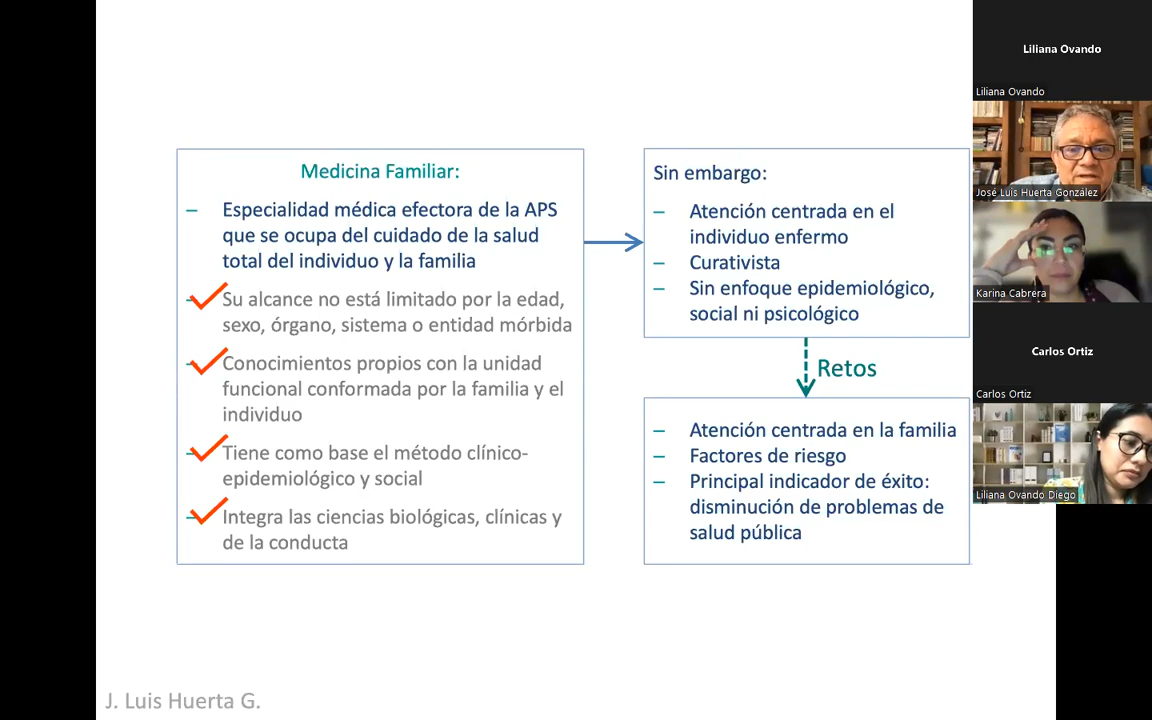 Medicina Familiar:
– Especialidad médica efectora de la APS
que se ocupa del cuidado de la salud
total del individuo y la familia
– Su alcance no está limitado por la edad,
sexo, órgano, sistema o entidad mórbida
– Conocimientos propios con la unidad
funcional conformada por la familia y el
individuo
– Tiene como base el método clínico-
epidemiológico y social
– Integra las ciencias biológicas, clínicas y
de la conducta
Sin embargo:
– Atención centrada en el
individuo enfermo
– Curativista
– Sin enfoque epidemiológico,
social ni psicológico
Retos
– Atención centrada en la familia
– Factores de riesgo
– Principal indicador de éxito:
disminución de problemas de
salud pública
J. Luis Huerta G.
Liliana Ovando
Liliana Ovando
José Luis Huerta González
Karina Cabrera
Carlos Ortiz
Carlos Ortiz
Liliana Ovando Diego